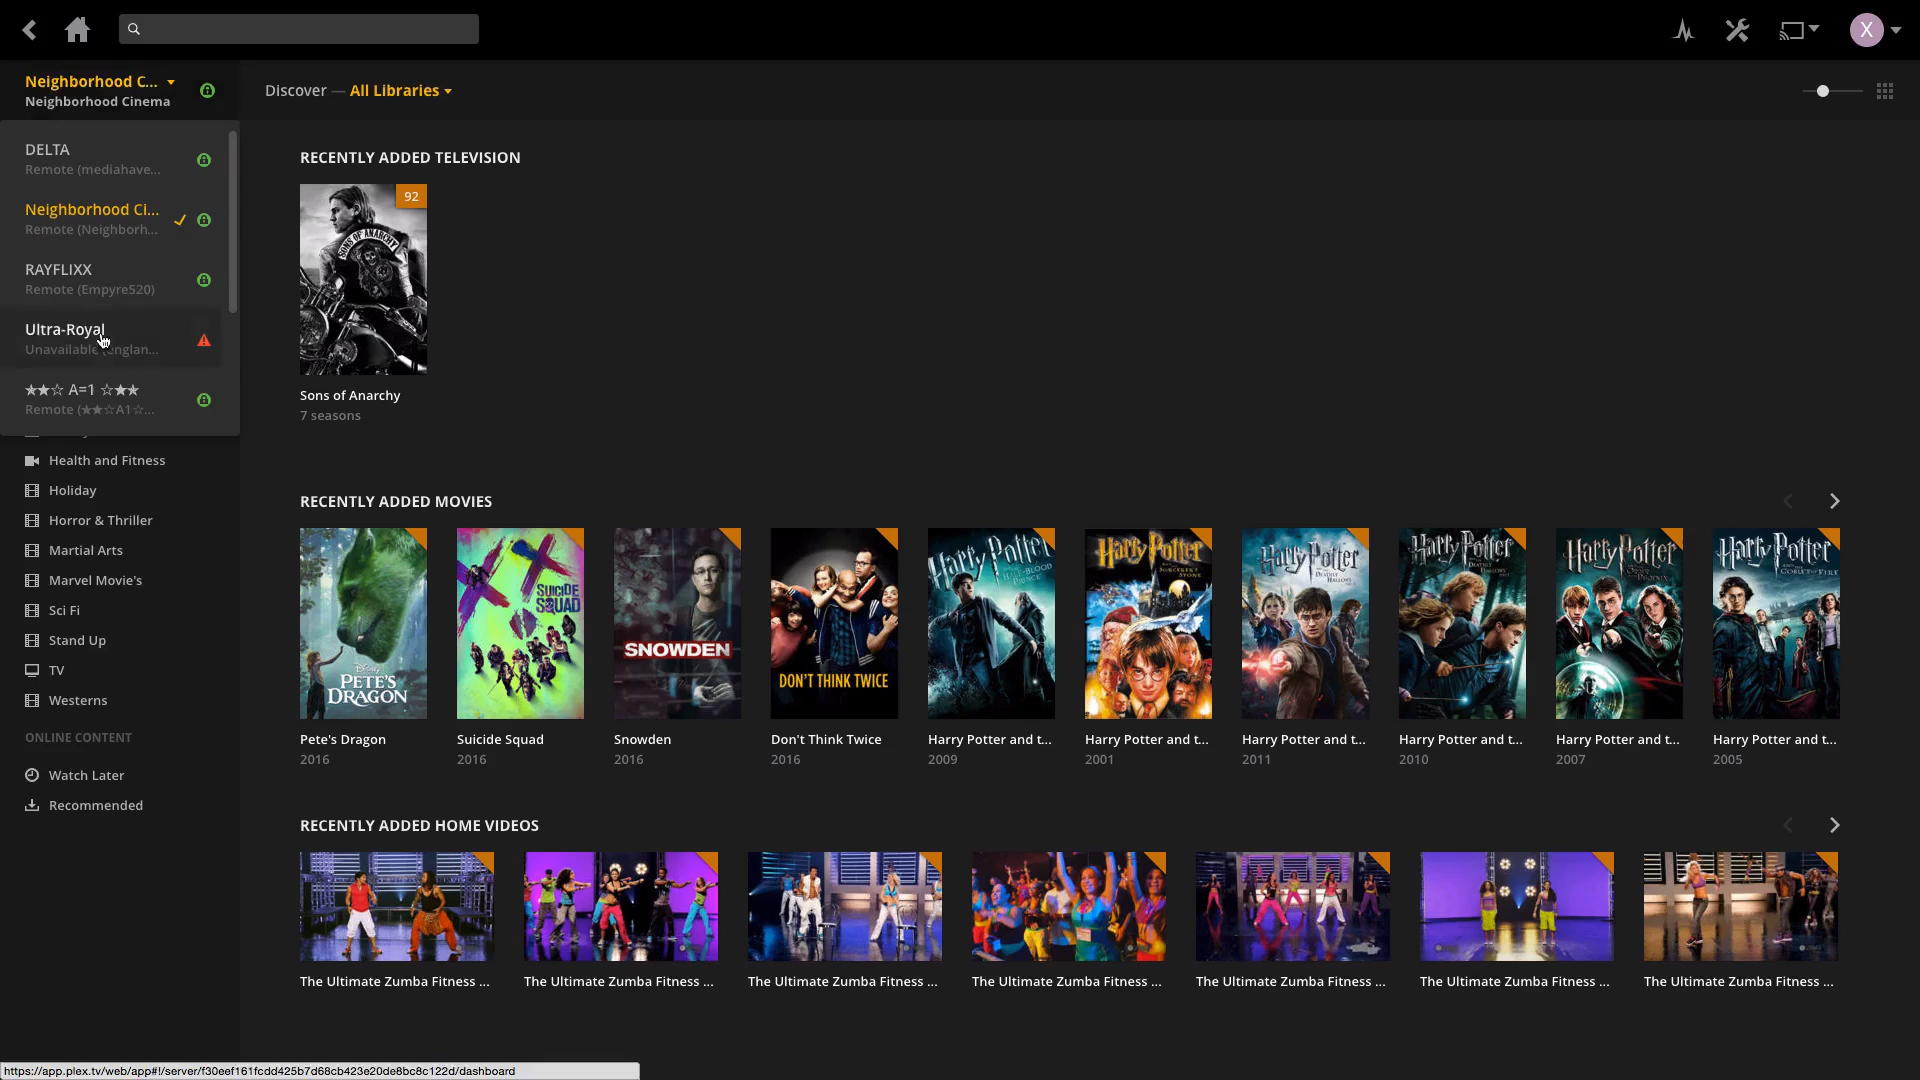 X
Neighborhood C...
Neighborhood Cinema
Discover — All Libraries
DELTA
Remote (mediahave...
Neighborhood Ci...
Remote (Neighborh...
RAYFLIXX
Remote (Empyre520)
Ultra-Royal
Unavailable (englan...
★★☆ A=1 ☆★★
Remote (★★☆A1☆...
Health and Fitness
Holiday
Horror & Thriller
Martial Arts
Marvel Movie's
Sci Fi
Stand Up
TV
Westerns
ONLINE CONTENT
Watch Later
Recommended
RECENTLY ADDED TELEVISION
92
SONS OF ANARCHY
Sons of Anarchy
7 seasons
RECENTLY ADDED MOVIES
DISNEY PETE'S DRAGON
SUICIDE SQUAD
SNOWDEN
DON'T THINK TWICE
Harry Potter
Harry Potter
Harry Potter
Harry Potter
Harry Potter
Harry Potter
Pete's Dragon
2016
Suicide Squad
2016
Snowden
2016
Don't Think Twice
2016
Harry Potter and t...
2009
Harry Potter and t...
2001
Harry Potter and t...
2011
Harry Potter and t...
2010
Harry Potter and t...
2007
Harry Potter and t...
2005
RECENTLY ADDED HOME VIDEOS
The Ultimate Zumba Fitness ...
The Ultimate Zumba Fitness ...
The Ultimate Zumba Fitness ...
The Ultimate Zumba Fitness ...
The Ultimate Zumba Fitness ...
The Ultimate Zumba Fitness ...
The Ultimate Zumba Fitness ...
https://app.plex.tv/web/app#!/server/f30eef161fcdd425b7d68cb423e20de8bc8c122d/dashboard